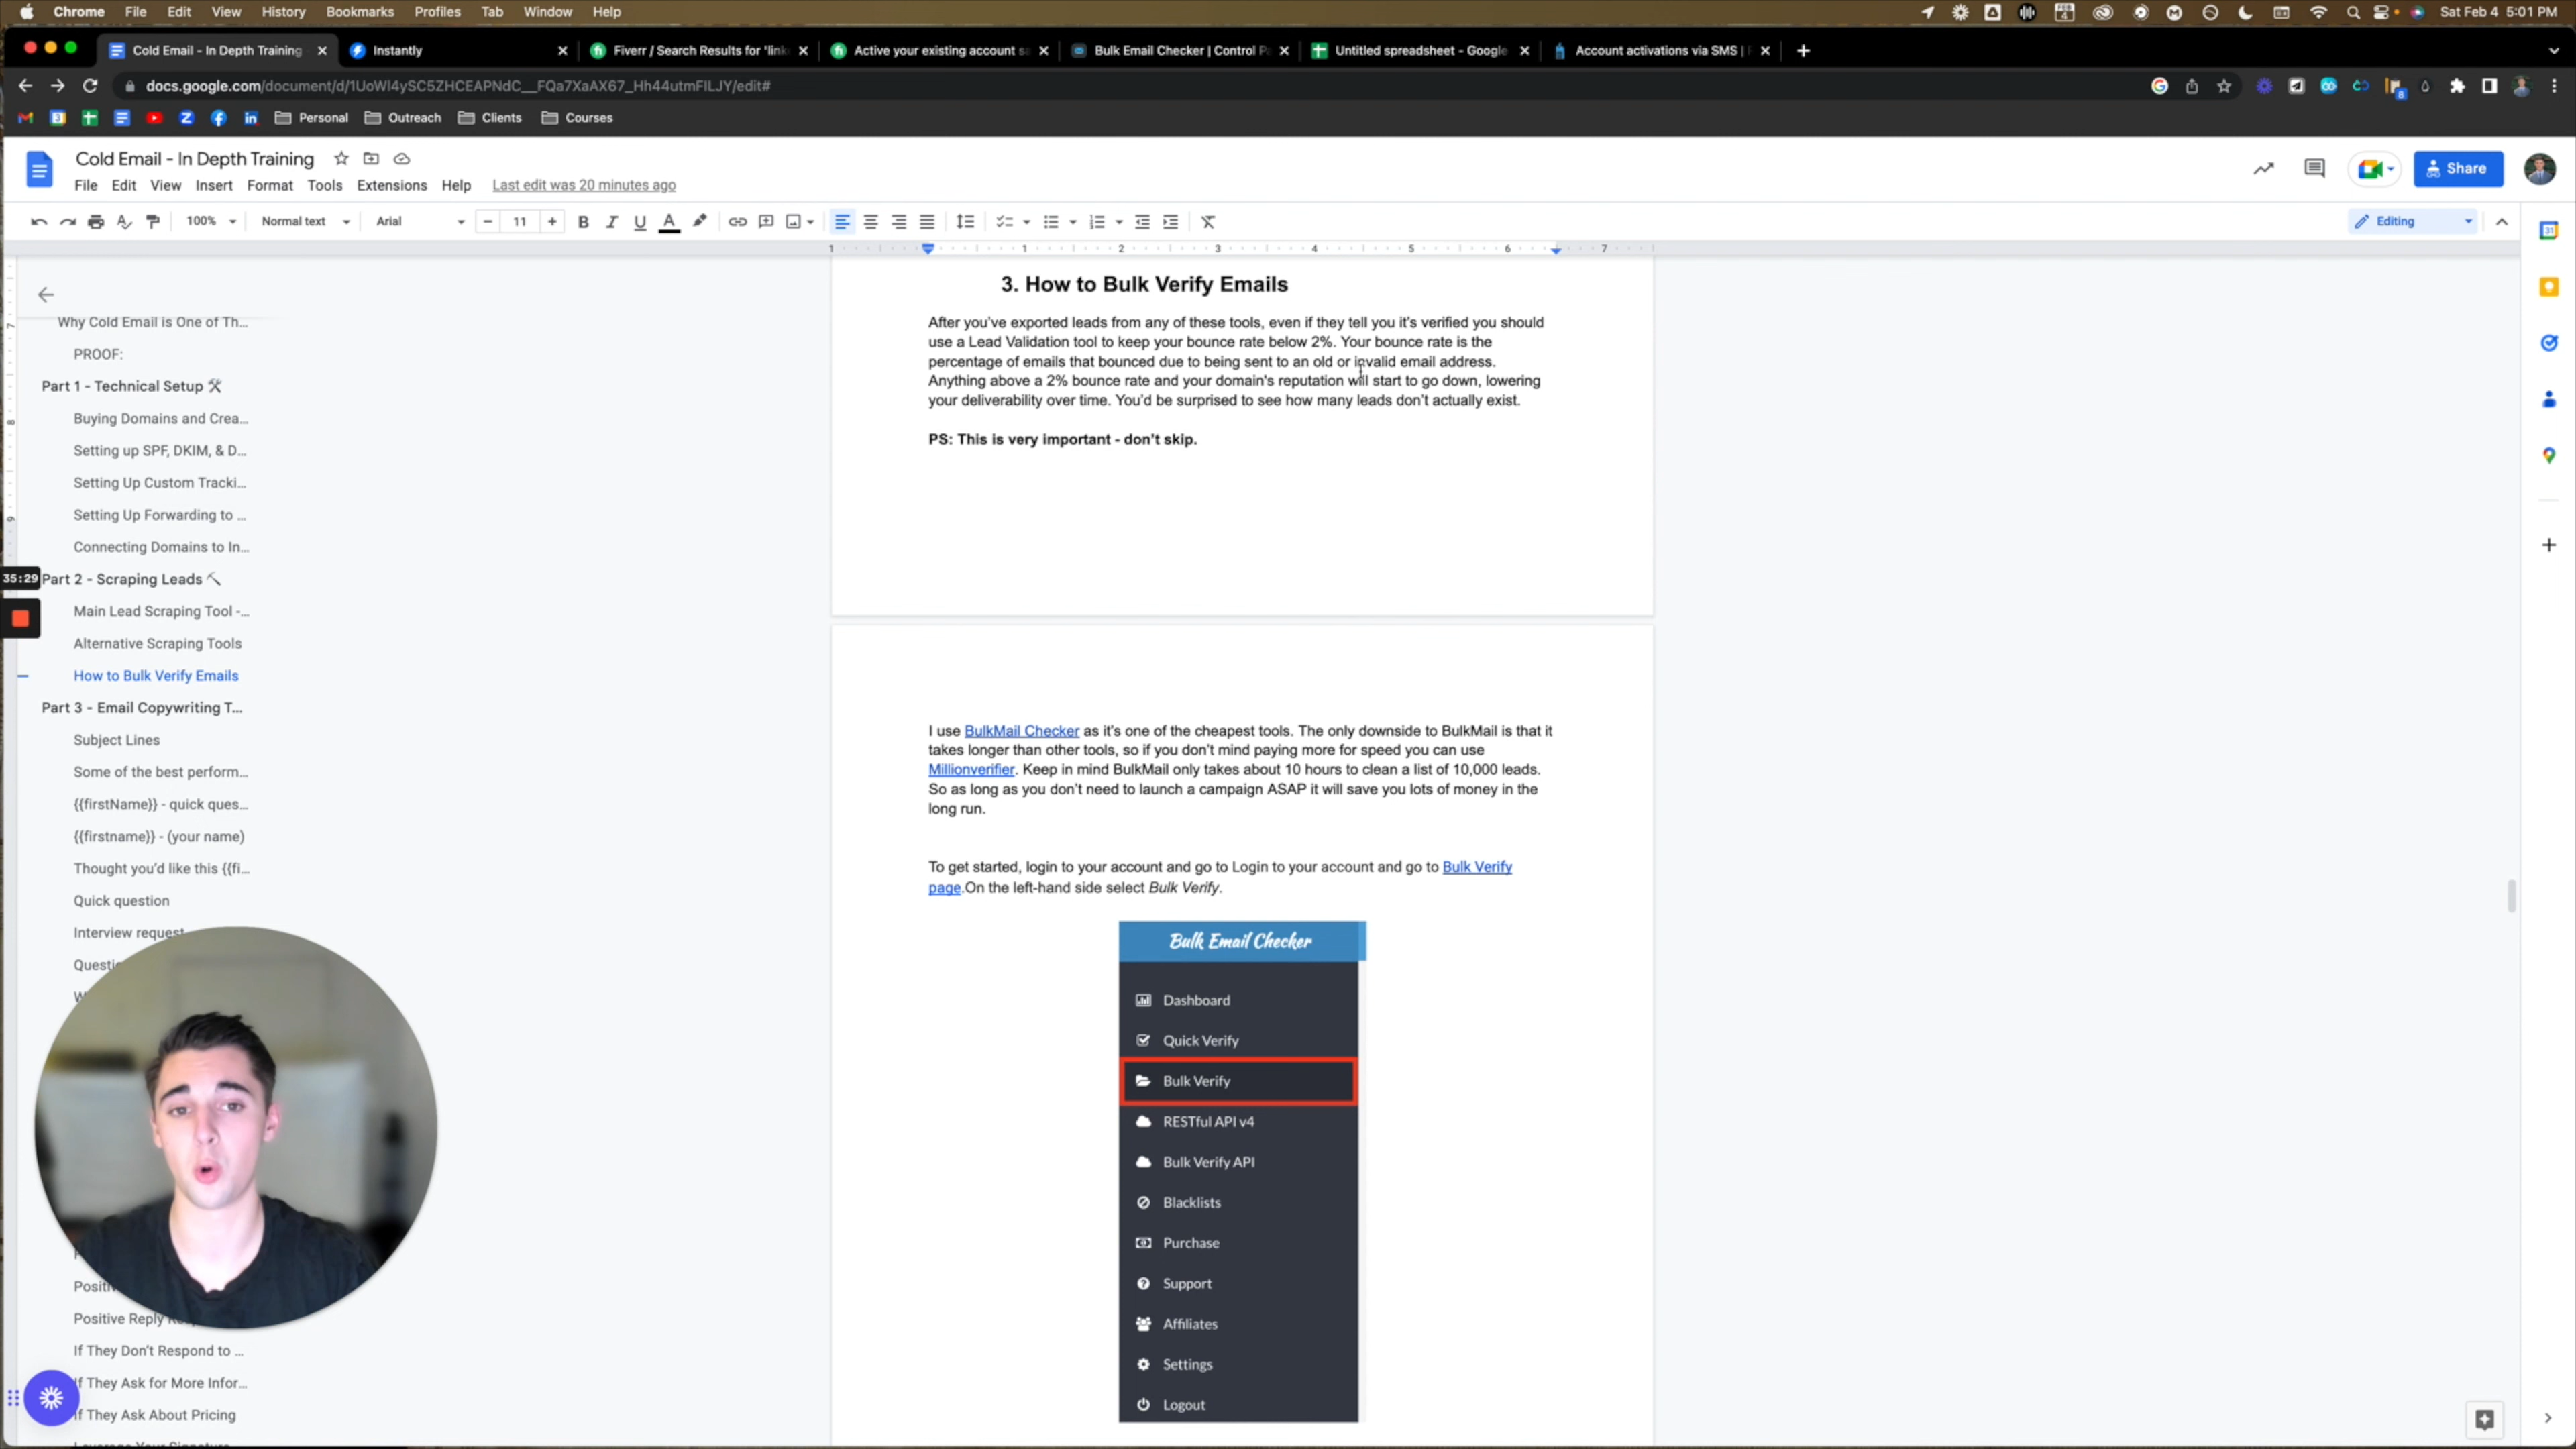 Chrome File Edit View History Bookmarks Profiles Tab Window Help
Sat Feb 4 5:01 PM
Cold Email - In Depth Training
Instantly
Fiverr / Search Results for 'link
Active your existing account sa
Bulk Email Checker | Control Pa
Untitled spreadsheet - Google
Account activations via SMS |
docs.google.com/document/d/1UoWl4ySC5ZHCEAPNdC__FQa7XaAX67_Hh44utmFILJY/edit#
Personal Outreach Clients Courses
Cold Email - In Depth Training
File Edit View Insert Format Tools Extensions Help Last edit was 20 minutes ago
Share
100% Normal text Arial 11
Editing
1 1 2 3 4 5 6 7
Why Cold Email is One of Th...
PROOF:
Part 1 - Technical Setup 🛠
Buying Domains and Crea...
Setting up SPF, DKIM, & D...
Setting Up Custom Tracki...
Setting Up Forwarding to ...
Connecting Domains to In...
35:29
Part 2 - Scraping Leads ⛏
Main Lead Scraping Tool -...
Alternative Scraping Tools
How to Bulk Verify Emails
Part 3 - Email Copywriting T...
Subject Lines
Some of the best perform...
{{firstName}} - quick ques...
{{firstname}} - (your name)
Thought you'd like this {{fi...
Quick question
Interview request
Positive Reply
If They Don't Respond to ...
If They Ask for More Infor...
If They Ask About Pricing
3. How to Bulk Verify Emails
After you've exported leads from any of these tools, even if they tell you it's verified you should
use a Lead Validation tool to keep your bounce rate below 2%. Your bounce rate is the
percentage of emails that bounced due to being sent to an old or invalid email address.
Anything above a 2% bounce rate and your domain's reputation will start to go down, lowering
your deliverability over time. You'd be surprised to see how many leads don't actually exist.
PS: This is very important - don't skip.
I use BulkMail Checker as it's one of the cheapest tools. The only downside to BulkMail is that it
takes longer than other tools, so if you don't mind paying more for speed you can use
Millionverifier. Keep in mind BulkMail only takes about 10 hours to clean a list of 10,000 leads.
So as long as you don't need to launch a campaign ASAP it will save you lots of money in the
long run.
To get started, login to your account and go to Login to your account and go to Bulk Verify
page.On the left-hand side select Bulk Verify.
Bulk Email Checker
Dashboard
Quick Verify
Bulk Verify
RESTful API v4
Bulk Verify API
Blacklists
Purchase
Support
Affiliates
Settings
Logout